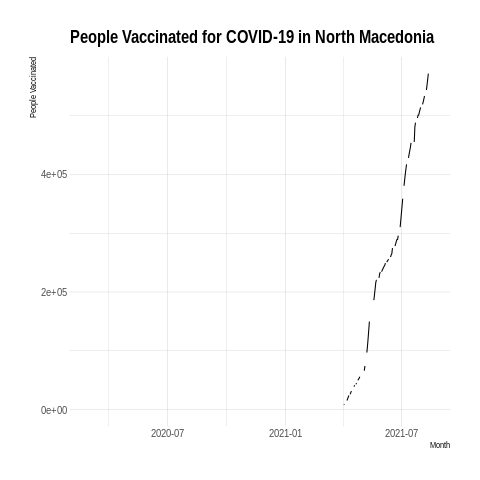 People Vaccinated for COVID-19 in North Macedonia
People Vaccinated
4e+05
2e+05
0e+00
2020-07
2021-01
2021-07
Month